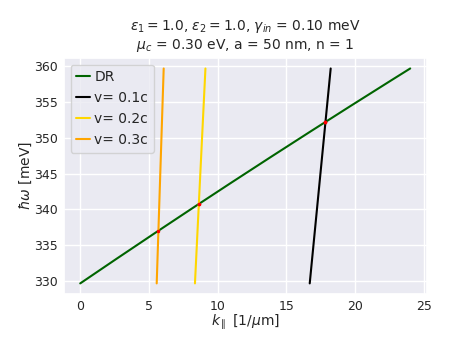 ε₁ = 1.0, ε₂ = 1.0, γᵢₙ = 0.10 meV
μ_c = 0.30 eV, a = 50 nm, n = 1
360
355
350
345
340
335
330
ħω [meV]
DR
v= 0.1c
v= 0.2c
v= 0.3c
0 5 10 15 20 25
k∥ [1/μm]